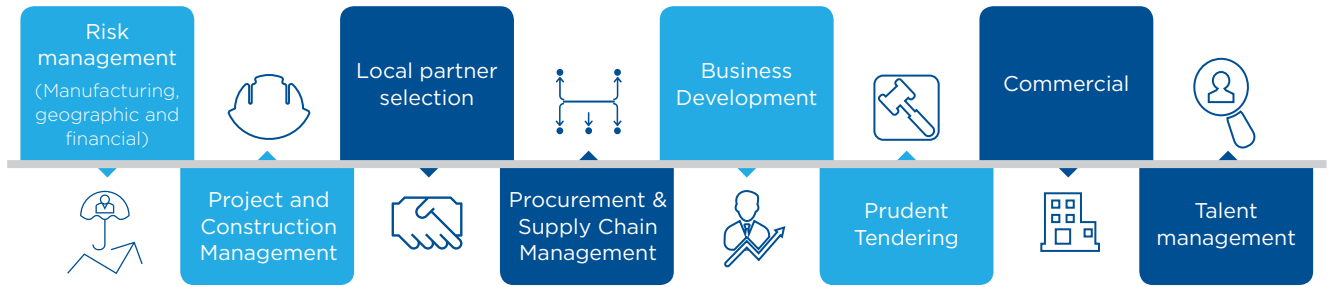 Risk
management
(Manufacturing,
geographic and
financial)
Project and
Construction
Management
Local partner
selection
Procurement &
Supply Chain
Management
Business
Development
Prudent
Tendering
Commercial
Talent
management